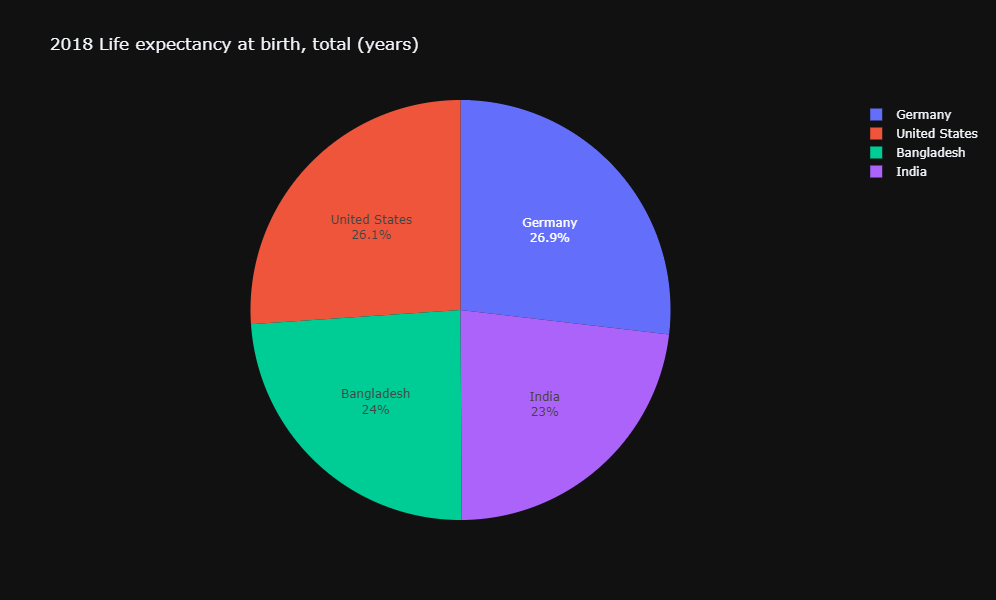 2018 Life expectancy at birth, total (years)
Germany
United States
Bangladesh
India
United States
26.1%
Germany
26.9%
Bangladesh
24%
India
23%